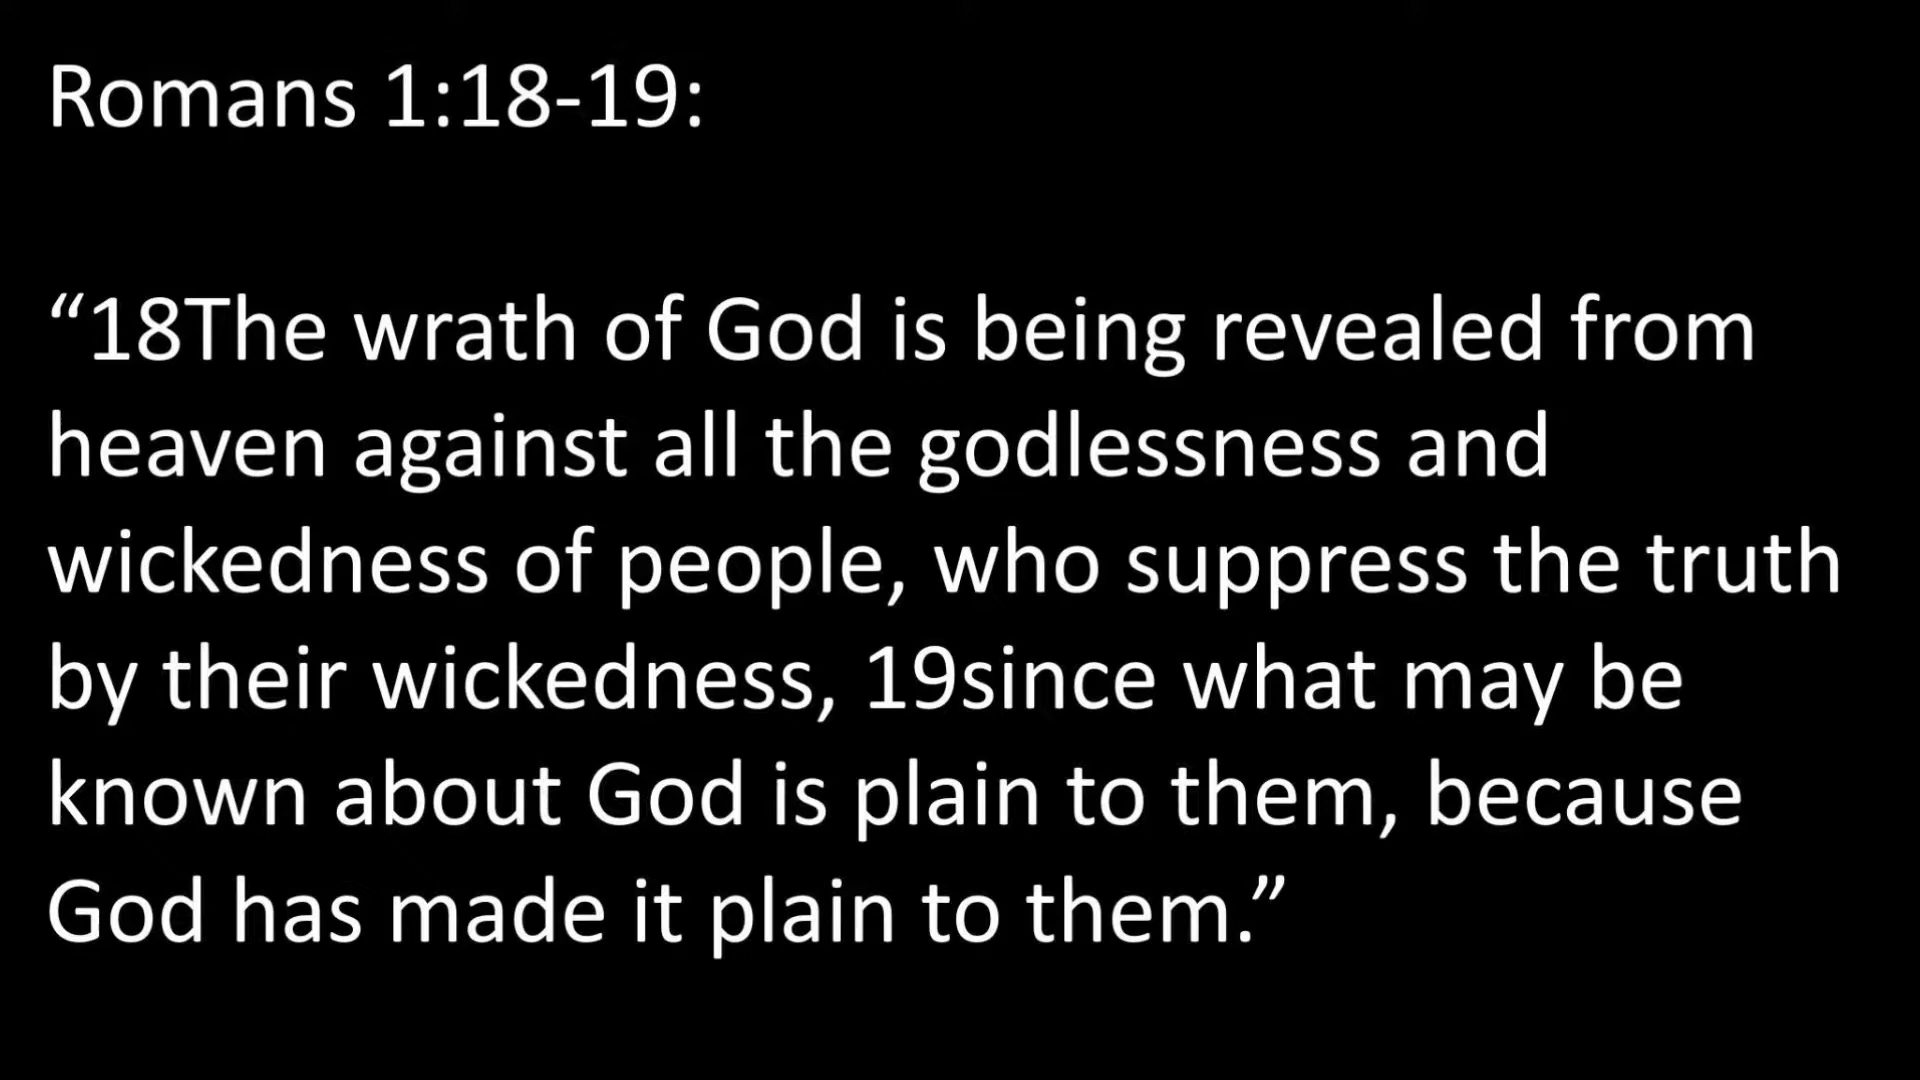 Romans 1:18-19:
“18The wrath of God is being revealed from
heaven against all the godlessness and
wickedness of people, who suppress the truth
by their wickedness, 19since what may be
known about God is plain to them, because
God has made it plain to them.”